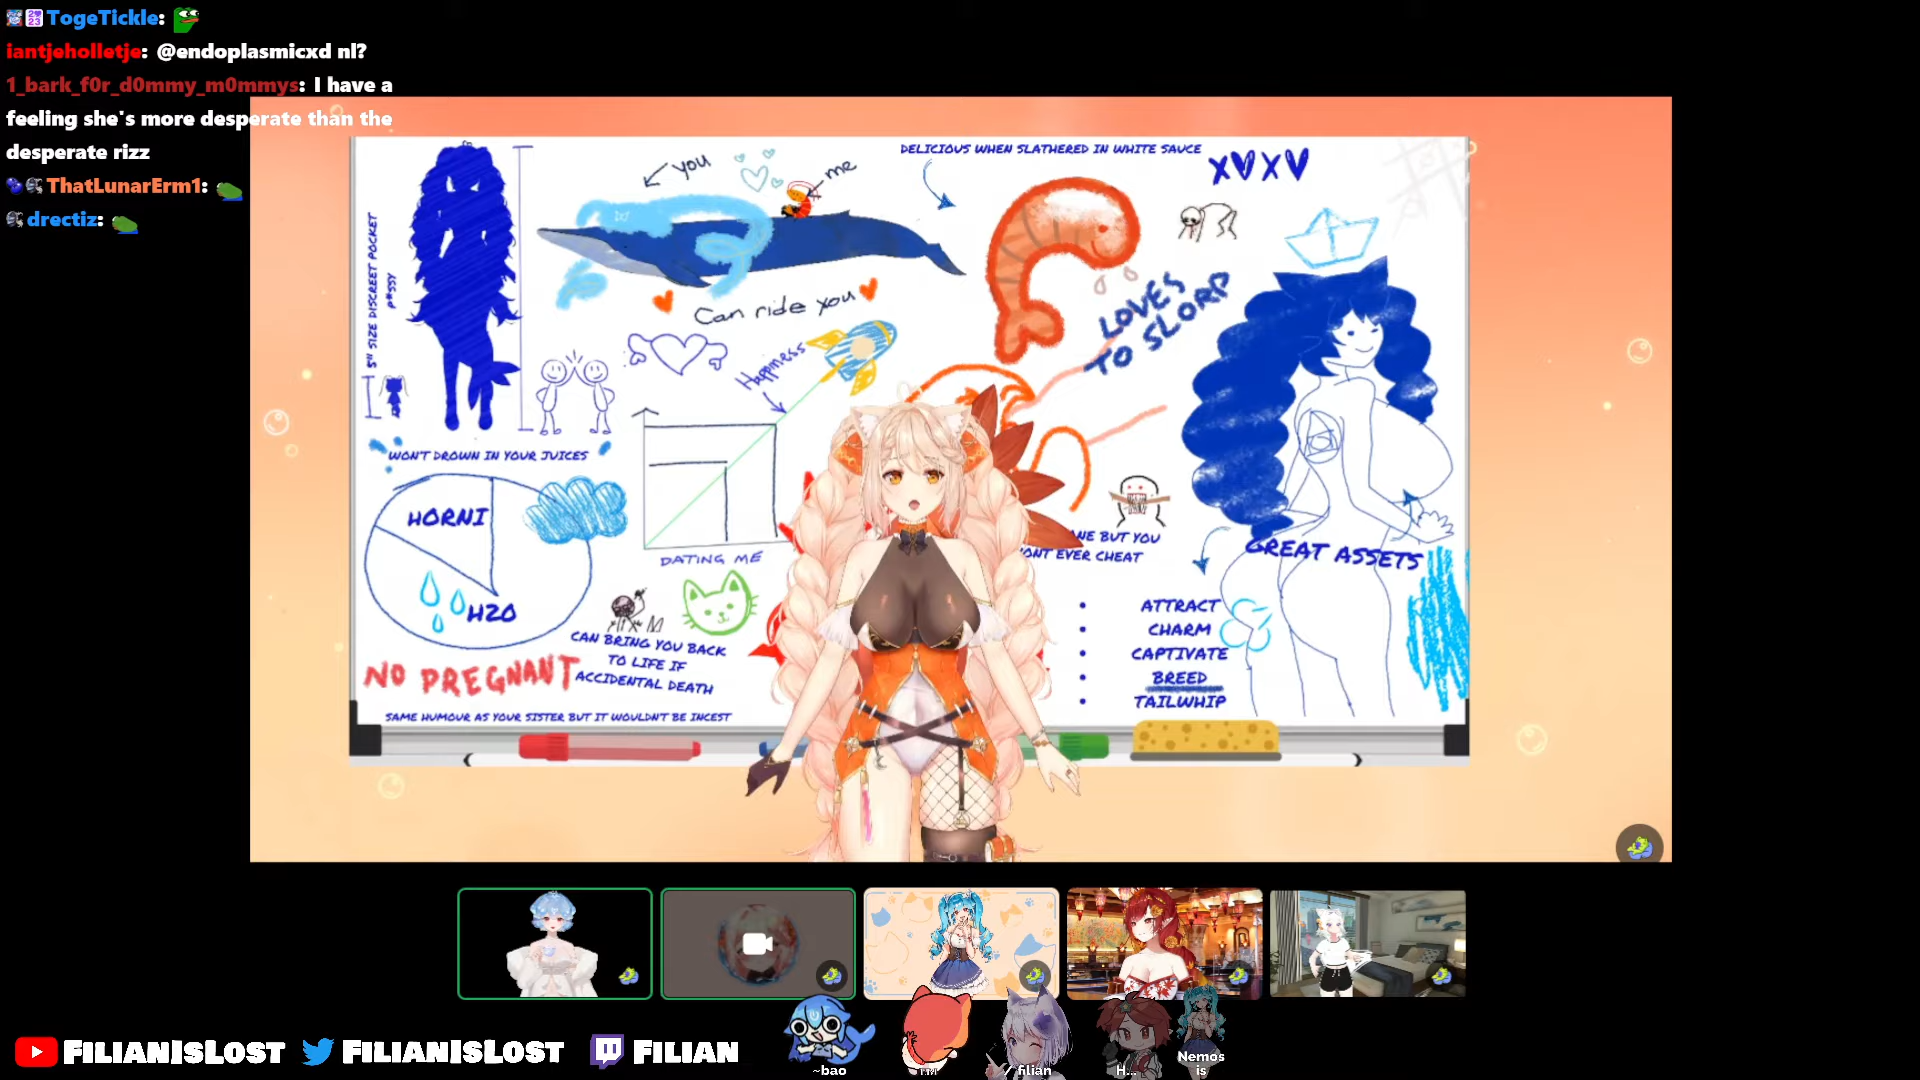 TogeTickle:
iantjeholletje: @endoplasmicxd nl?
1_bark_f0r_d0mmy_m0mmys: I have a
feeling she's more desperate than the
desperate rizz
ThatLunarErm1:
drectiz:
5" SIZE DISCREET POCKET
P*SSY
you
me
DELICIOUS WHEN SLATHERED IN WHITE SAUCE
X♥X♥
Can ride you
LOVES
TO SLORP
Happiness
WON'T DROWN IN YOUR JUICES
HORNI
H2O
DATING ME
NE BUT YOU
ONT EVER CHEAT
GREAT ASSETS
• ATTRACT
• CHARM
• CAPTIVATE
• BREED
• TAILWHIP
CAN BRING YOU BACK
TO LIFE IF
ACCIDENTAL DEATH
NO PREGNANT
SAME HUMOUR AS YOUR SISTER BUT IT WOULDN'T BE INCEST
FILIANISLOST
FILIANISLOST
FILIAN
~bao
filian
H...
Nemos
is